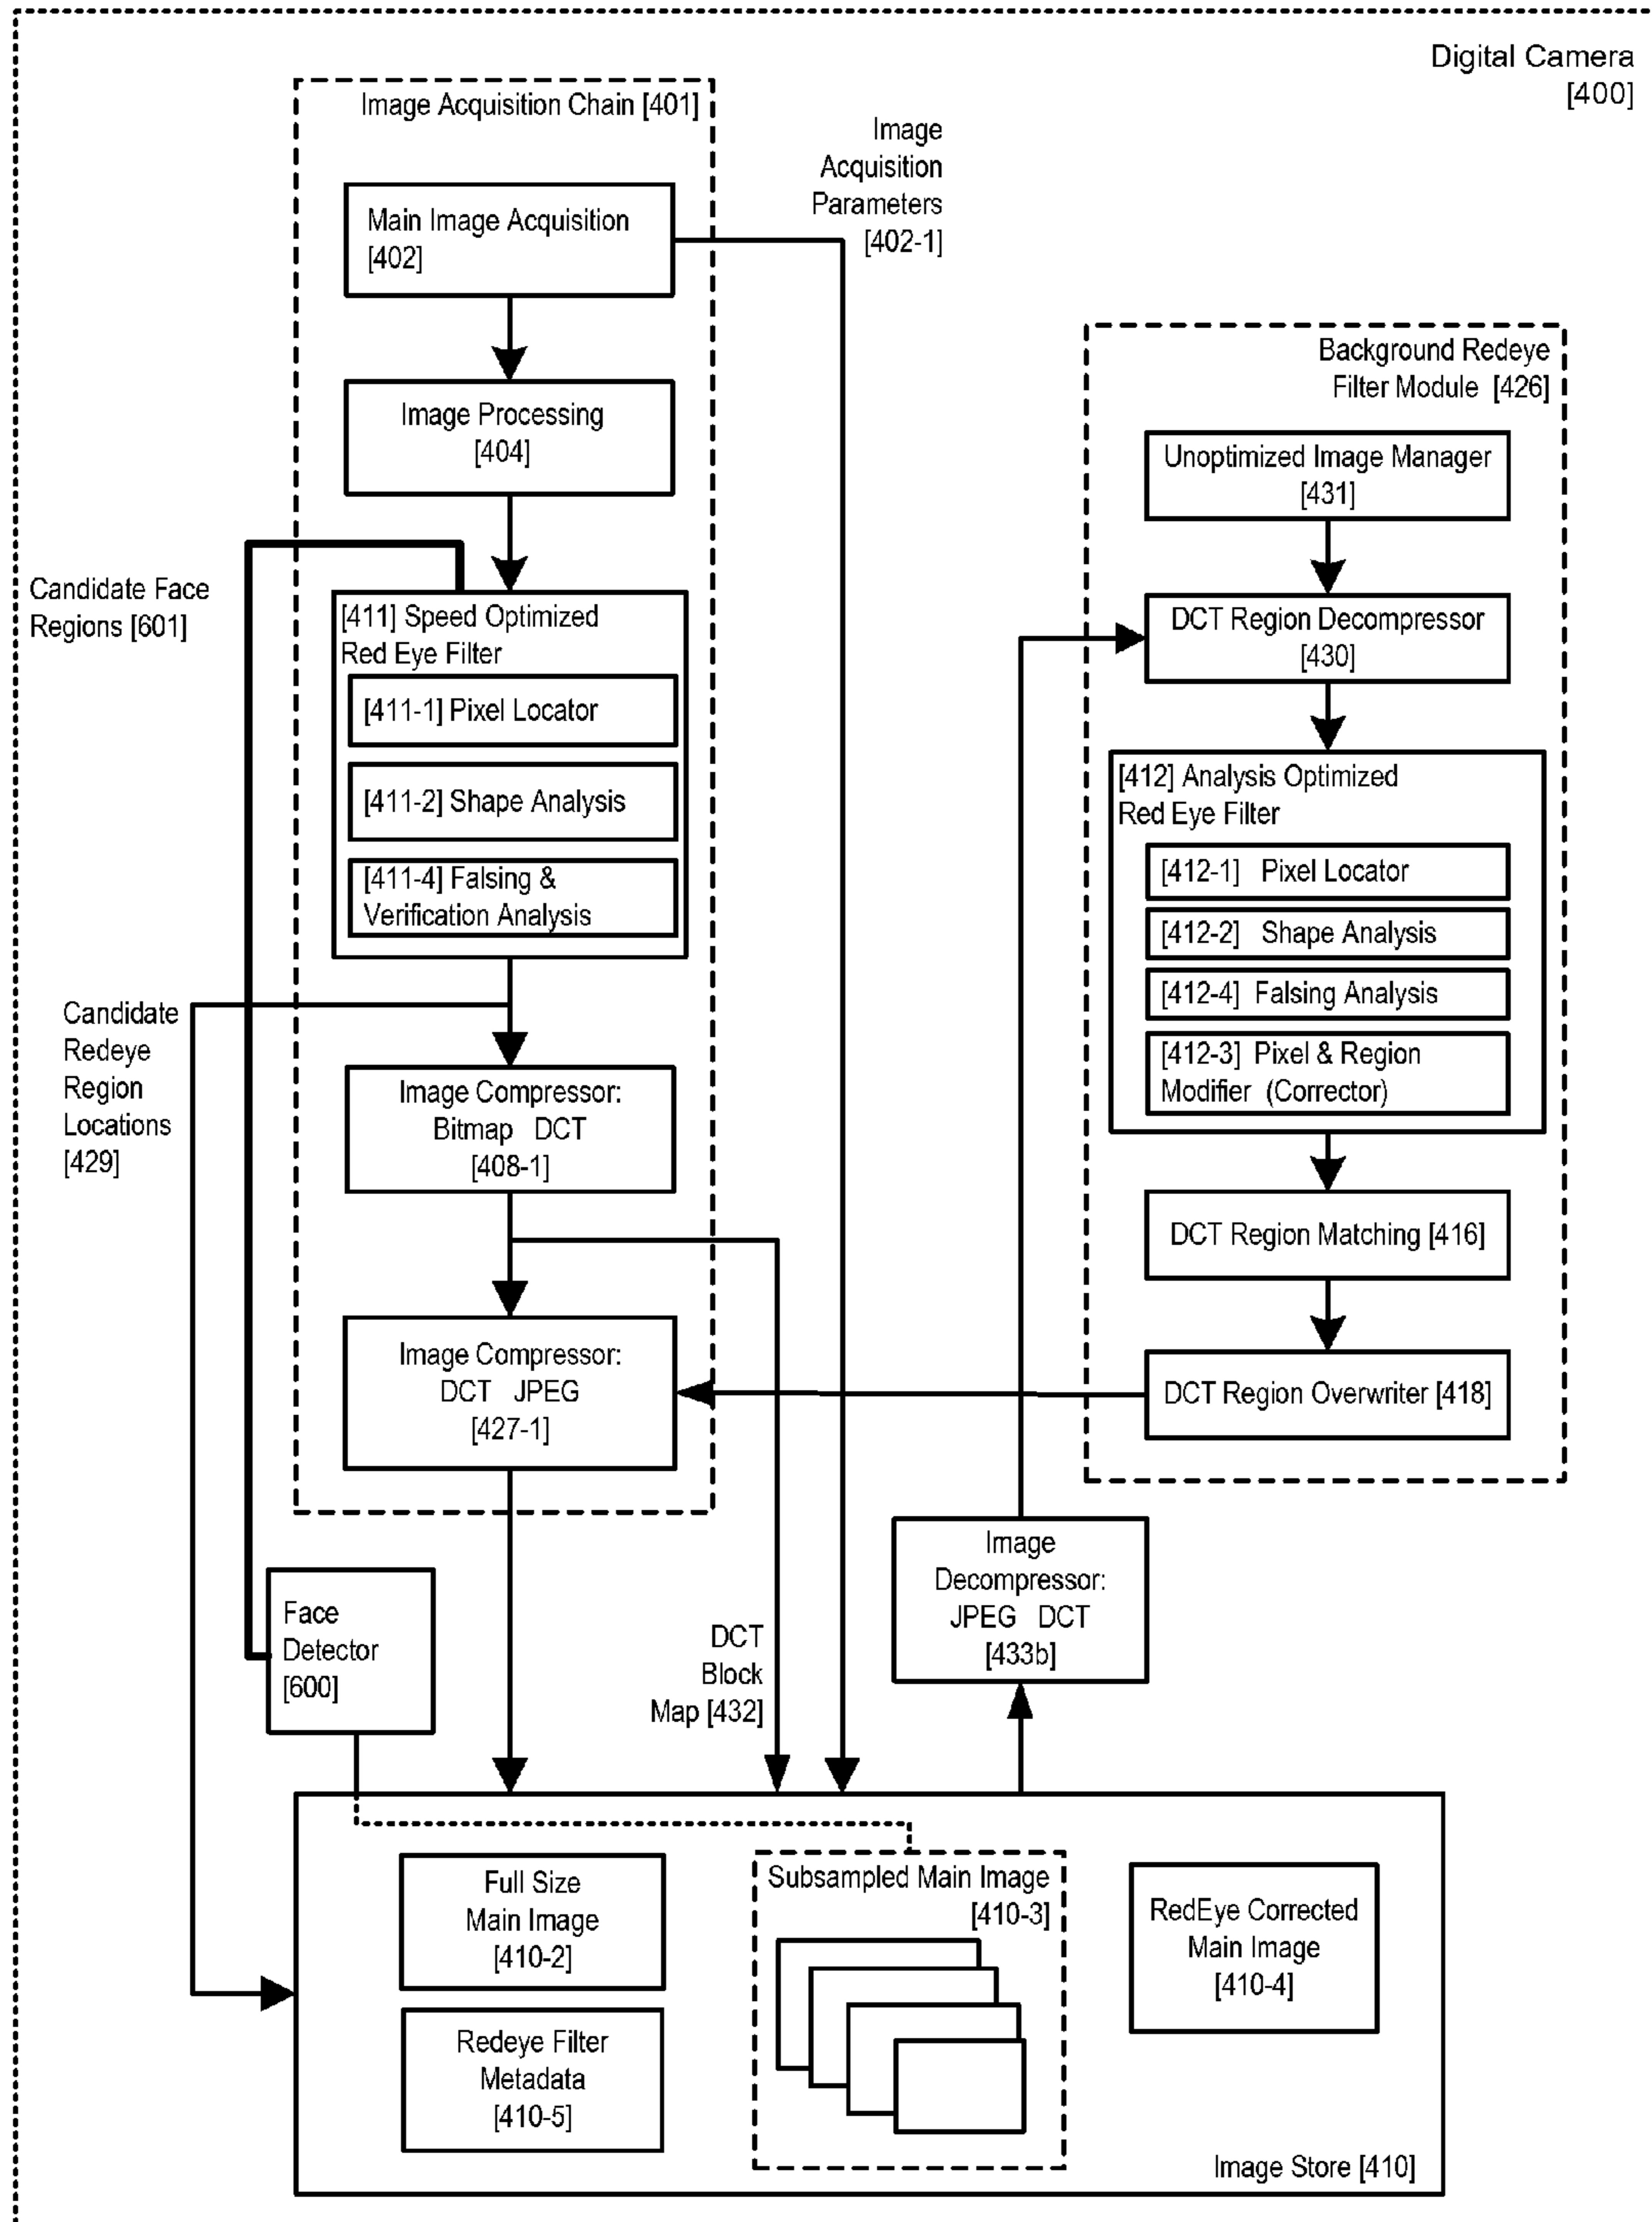 Digital Camera
[400]
Image Acquisition Chain [401]
Image
Acquisition
Parameters
[402-1]
Main Image Acquisition
[402]
Image Processing
[404]
Candidate Face
Regions [601]
[411] Speed Optimized
Red Eye Filter
[411-1] Pixel Locator
[411-2] Shape Analysis
[411-4] Falsing &
Verification Analysis
Candidate
Redeye
Region
Locations
[429]
Image Compressor:
Bitmap DCT
[408-1]
Image Compressor:
DCT JPEG
[427-1]
Background Redeye
Filter Module [426]
Unoptimized Image Manager
[431]
DCT Region Decompressor
[430]
[412] Analysis Optimized
Red Eye Filter
[412-1] Pixel Locator
[412-2] Shape Analysis
[412-4] Falsing Analysis
[412-3] Pixel & Region
Modifier (Corrector)
DCT Region Matching [416]
DCT Region Overwriter [418]
Image
Decompressor:
JPEG DCT
[433b]
Face
Detector
[600]
DCT
Block
Map [432]
Full Size
Main Image
[410-2]
Redeye Filter
Metadata
[410-5]
Subsampled Main Image
[410-3]
RedEye Corrected
Main Image
[410-4]
Image Store [410]